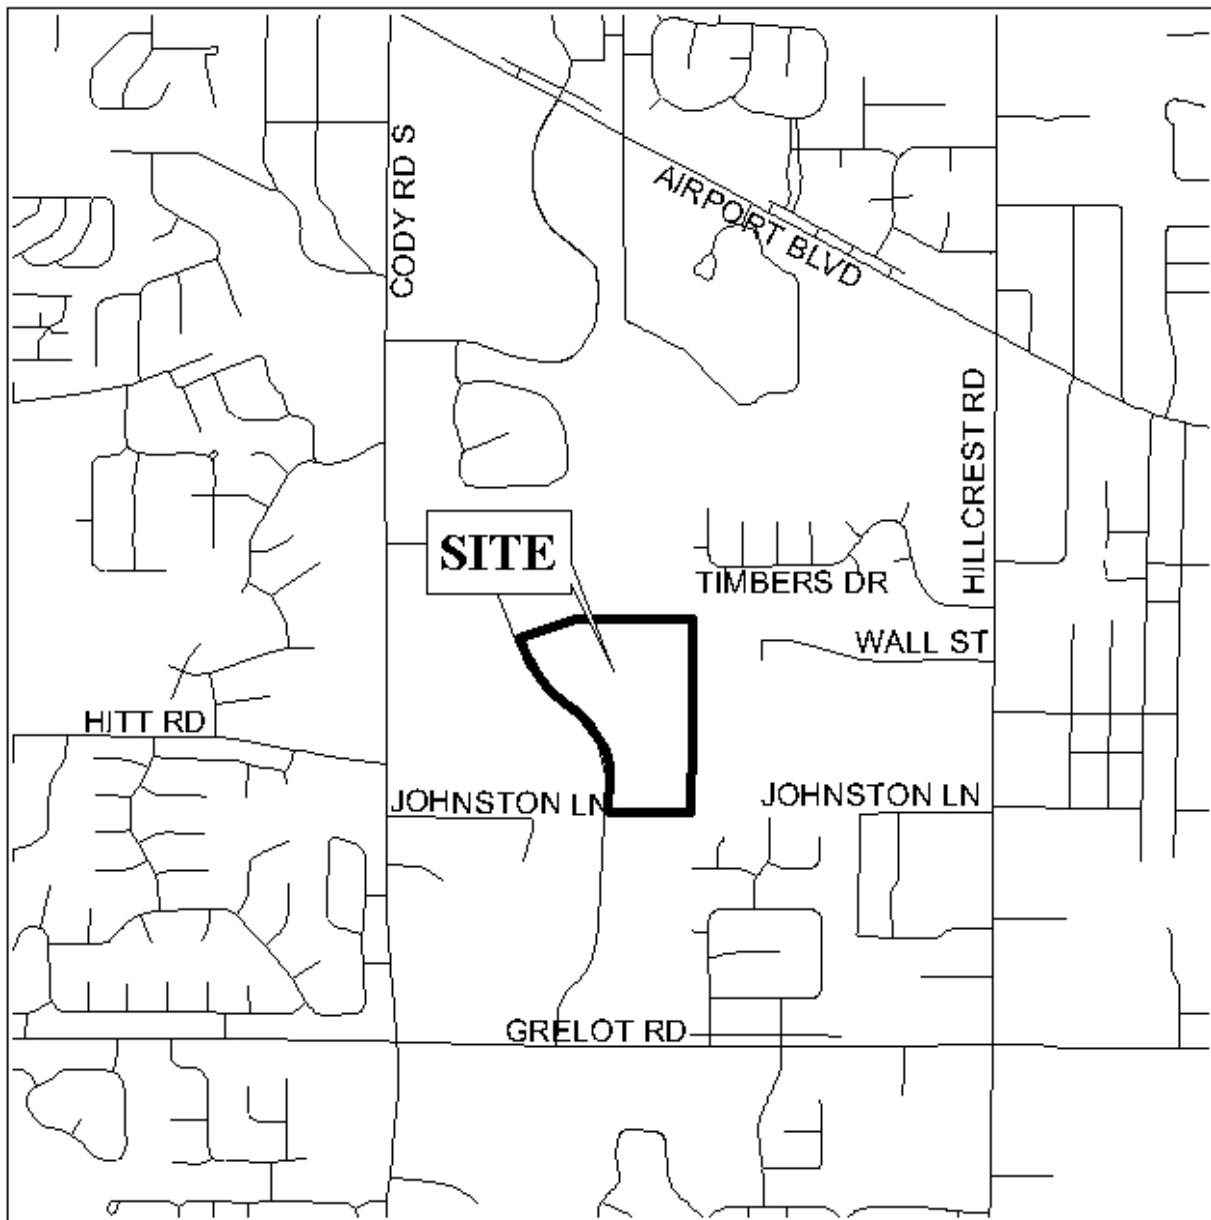 CODY RD S
AIRPORT BLVD
HILLCREST RD
SITE
TIMBERS DR
WALL ST
HITT RD
JOHNSTON LN
JOHNSTON LN
GRELOT RD